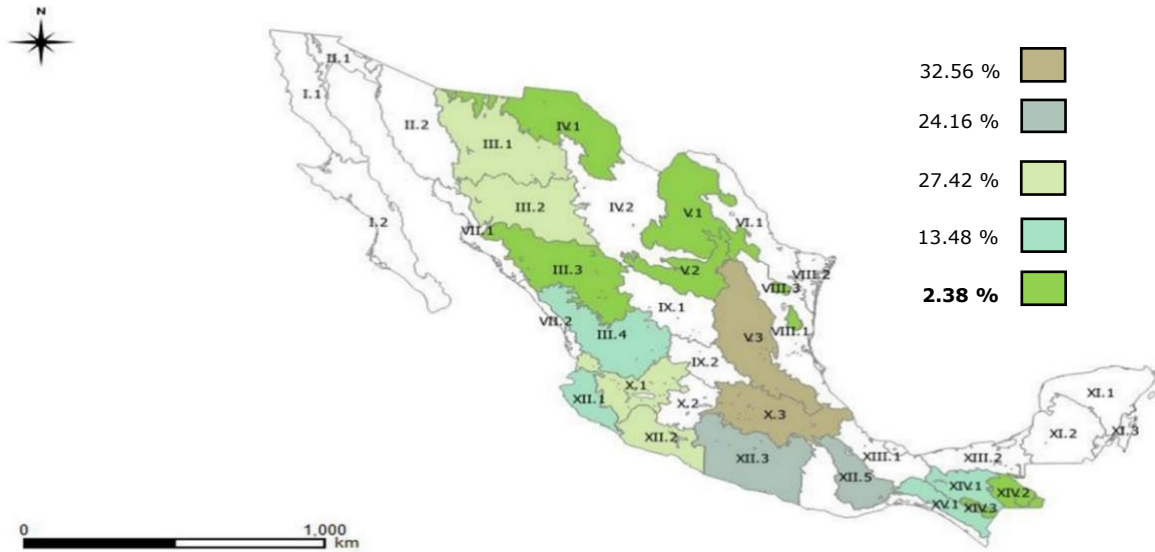 N
32.56 %
24.16 %
27.42 %
13.48 %
2.38 %
II.1
I.1
II.2
IV.1
III.1
III.2
IV.2
V.1
VI.1
I.2
VII.1
III.3
V.2
VIII.2
VIII.3
IX.1
VII.2
III.4
VIII.1
V.3
IX.2
X.1
XII.1
X.2
X.3
XI.1
XI.2
XI.3
XII.2
XII.3
XIII.1
XIII.2
XII.5
XIV.1
XIV.2
XV.1
XIV.3
0 1,000
km